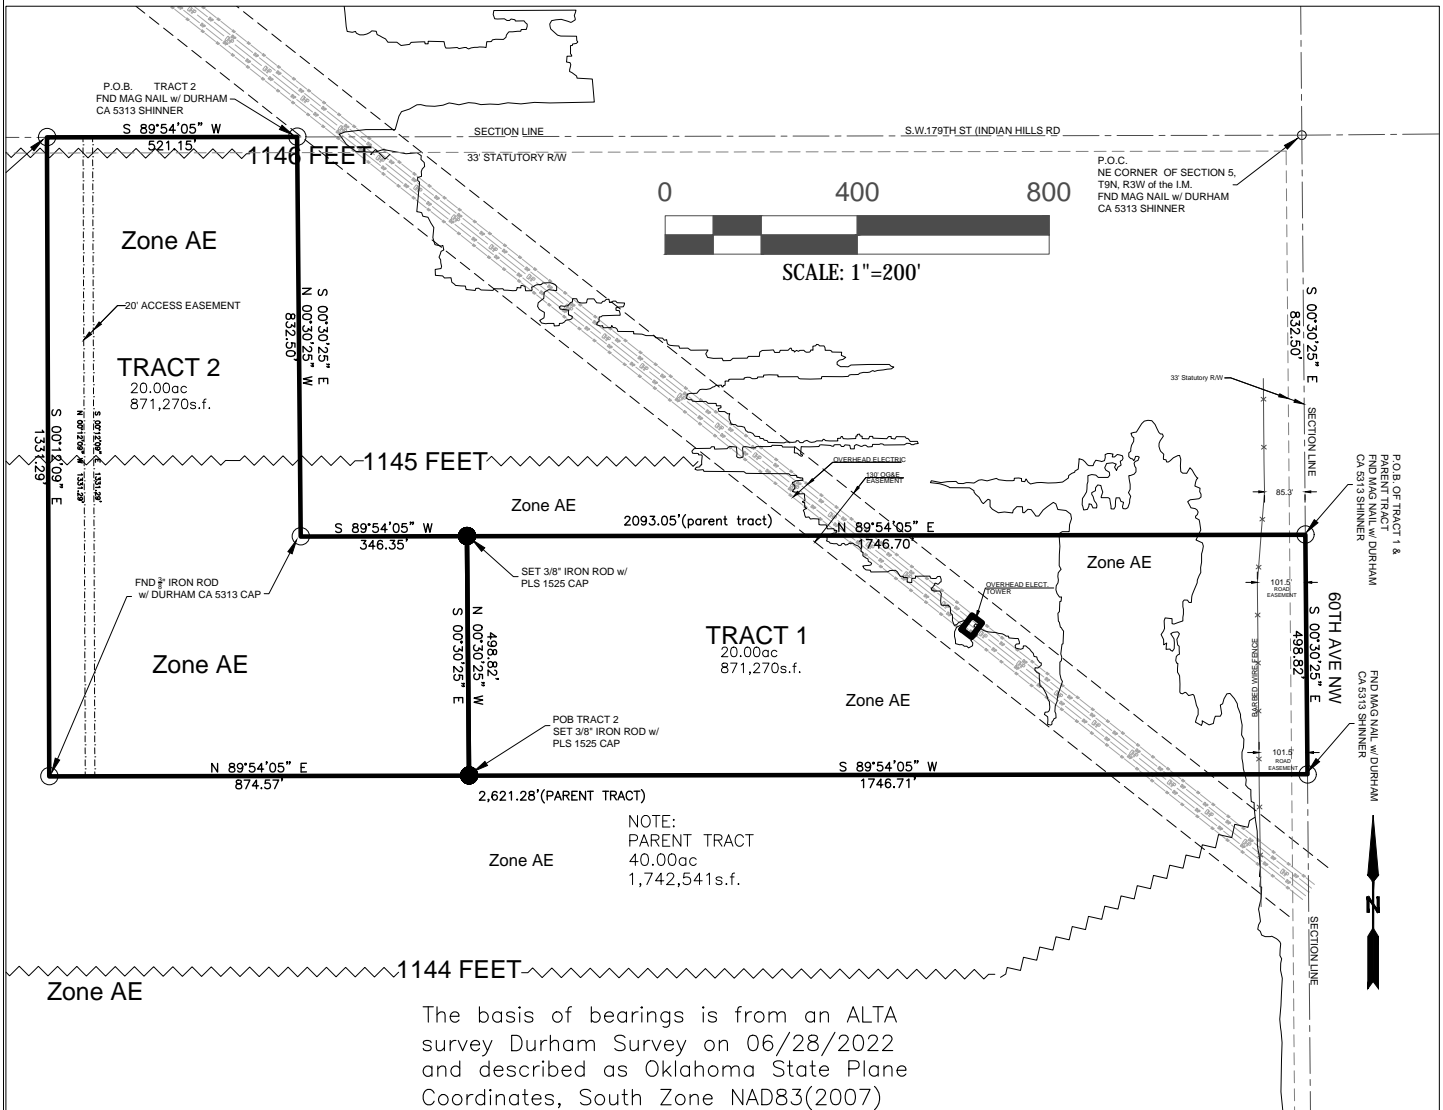 P.O.B. TRACT 2
FND MAG NAIL w/ DURHAM
CA 5313 SHINNER
S 89°54'05" W
521.15'
1146 FEET
SECTION LINE
33' STATUTORY R/W
S.W.179TH ST (INDIAN HILLS RD
P.O.C.
NE CORNER OF SECTION 5,
T9N, R3W of the I.M.
FND MAG NAIL w/ DURHAM
CA 5313 SHINNER
0 400 800
SCALE: 1"=200'
Zone AE
20' ACCESS EASEMENT
TRACT 2
20.00ac
871,270s.f.
S 00°30'25" E
N 00°30'25" W
832.50'
S 00°30'25" E
832.50'
33' Statutory R/W
SECTION LINE
S 00°12'09" E
1331.29'
S 00°12'09" E 1331.29'
N 00°12'09" W 1331.29'
1145 FEET
OVERHEAD ELECTRIC
130' OG&E
EASEMENT
Zone AE
85.3'
P.O.B. OF TRACT 1 &
PARENT TRACT
FND MAG NAIL w/ DURHAM
CA 5313 SHINNER
S 89°54'05" W
346.35'
2093.05'(parent tract)
N 89°54'05" E
1746.70'
Zone AE
SET 3/8" IRON ROD w/
PLS 1525 CAP
IRON ROD
w/ DURHAM CA 5313 CAP
OVERHEAD ELECT.
TOWER
101.5'
ROAD
EASEMENT
60TH AVE NW
S 00°30'25" E
498.82'
498.82'
N 00°30'25" W
S 00°30'25" E
TRACT 1
20.00ac
871,270s.f.
Zone AE
Zone AE
BARBED WIRE FENCE
FND MAG NAIL w/ DURHAM
CA 5313 SHINNER
POB TRACT 2
SET 3/8" IRON ROD w/
PLS 1525 CAP
101.5'
ROAD
EASEMENT
N 89°54'05" E
874.57'
S 89°54'05" W
1746.71'
2,621.28'(PARENT TRACT)
NOTE:
PARENT TRACT
40.00ac
1,742,541s.f.
Zone AE
N
SECTION LINE
1144 FEET
Zone AE
The basis of bearings is from an ALTA
survey Durham Survey on 06/28/2022
and described as Oklahoma State Plane
Coordinates, South Zone NAD83(2007)